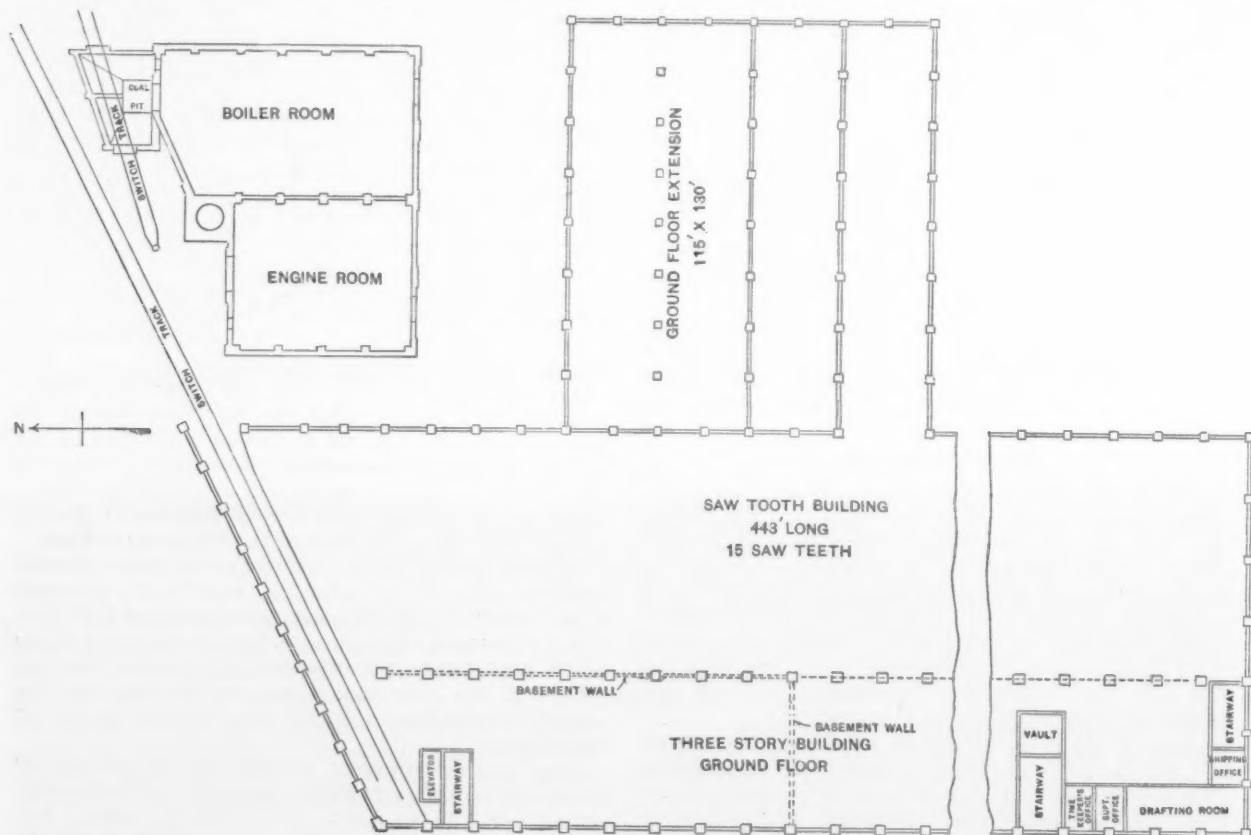 COAL
PIT
TRACK
SWITCH
BOILER ROOM
ENGINE ROOM
TRACK
SWITCH
GROUND FLOOR EXTENSION
115' X 130'
N
SAW TOOTH BUILDING
443' LONG
15 SAW TEETH
BASEMENT WALL
BASEMENT WALL
THREE STORY BUILDING
GROUND FLOOR
ELEVATOR
STAIRWAY
VAULT
STAIRWAY
TIME
KEEPER'S
OFFICE
SUPT.
OFFICE
DRAFTING ROOM
STAIRWAY
SHIPPING
OFFICE